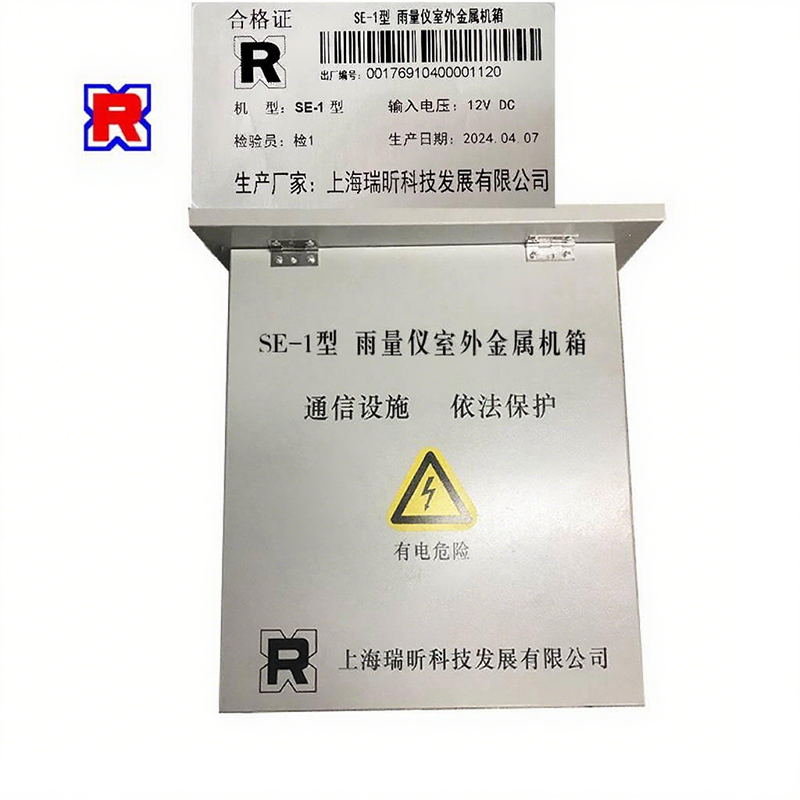 合格证
SE-1型 雨量仪室外金属机箱
R
R
出厂编号: 00176910400001120
机 型: SE-1 型 输入电压: 12V DC
检验员: 检1 生产日期: 2024.04.07
生产厂家: 上海瑞昕科技发展有限公司
SE-1型 雨量仪室外金属机箱
通信设施 依法保护
有电危险
R 上海瑞昕科技发展有限公司